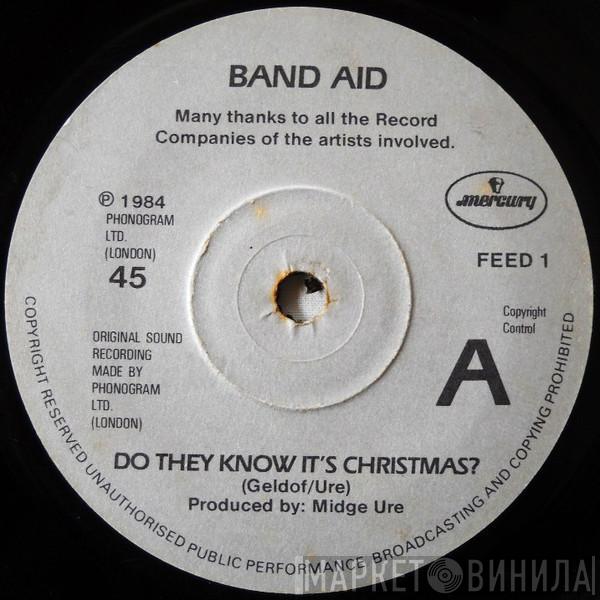 BAND AID
Many thanks to all the Record
Companies of the artists involved.
℗ 1984
PHONOGRAM
LTD.
(LONDON)
45
mercury
FEED 1
Copyright
Control
A
ORIGINAL SOUND
RECORDING
MADE BY
PHONOGRAM
LTD.
(LONDON)
DO THEY KNOW IT'S CHRISTMAS?
(Geldof/Ure)
Produced by: Midge Ure
COPYRIGHT RESERVED UNAUTHORISED PUBLIC PERFORMANCE, BROADCASTING AND COPYING PROHIBITED
МАРКЕТ ВИНИЛА